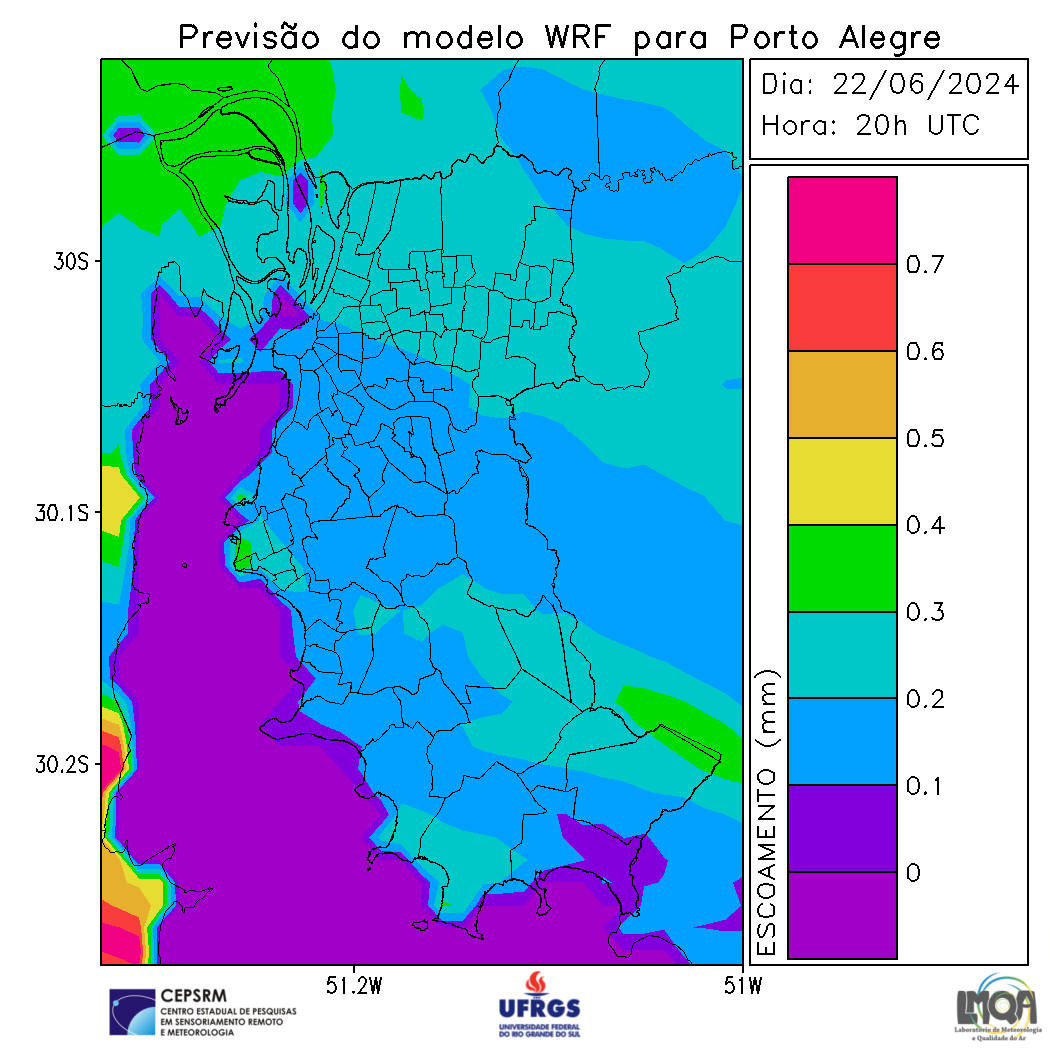 Previsão do modelo WRF para Porto Alegre
Dia: 22/06/2024
Hora: 20h UTC
30S
30.1S
30.2S
51.2W
51W
ESCOAMENTO (mm)
0.7
0.6
0.5
0.4
0.3
0.2
0.1
0
CEPSRM
CENTRO ESTADUAL DE PESQUISAS
EM SENSORIAMENTO REMOTO
E METEOROLOGIA
UFRGS
UNIVERSIDADE FEDERAL
DO RIO GRANDE DO SUL
LMQA
Laboratório de Meteorologia
e Qualidade do Ar